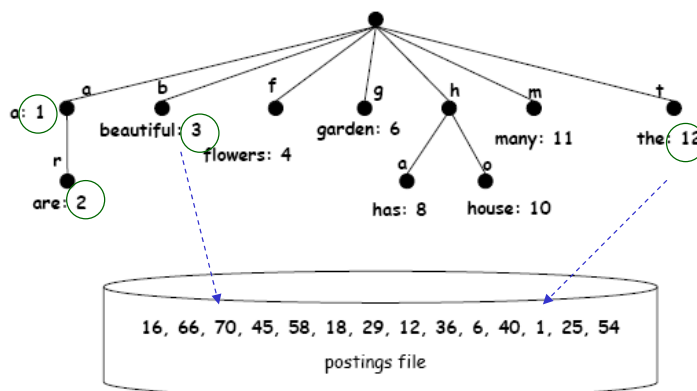 a b f g h m t
a: 1
beautiful: 3
flowers: 4
garden: 6
many: 11
the: 12
r a o
are: 2
has: 8
house: 10
16, 66, 70, 45, 58, 18, 29, 12, 36, 6, 40, 1, 25, 54
postings file